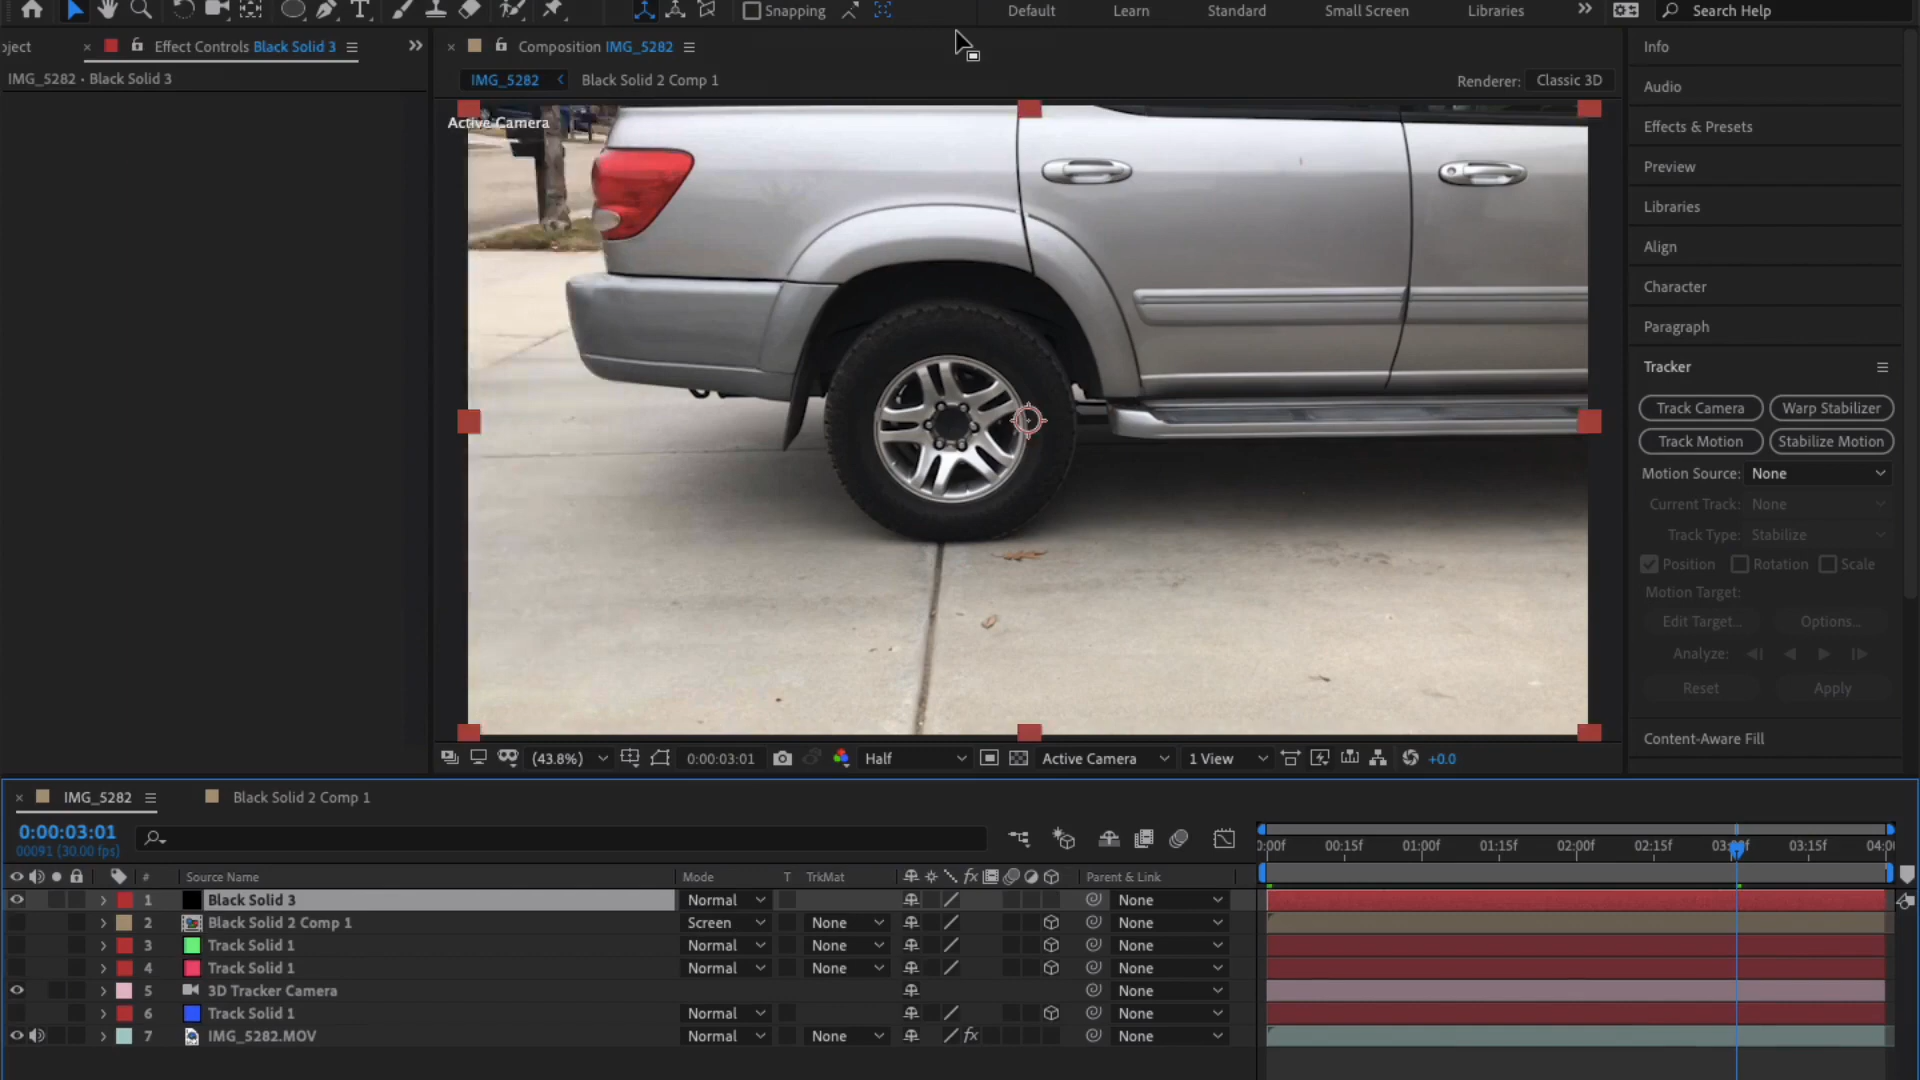 Snapping
Default
Learn
Standard
Small Screen
Libraries
Search Help
oject
Effect Controls Black Solid 3
Composition IMG_5282
Info
IMG_5282 • Black Solid 3
IMG_5282
Black Solid 2 Comp 1
Renderer: Classic 3D
Audio
Active Camera
Effects & Presets
Preview
Libraries
Align
Character
Paragraph
Tracker
Track Camera
Warp Stabilizer
Track Motion
Stabilize Motion
Motion Source: None
Current Track: None
Track Type: Stabilize
Position
Rotation
Scale
Motion Target:
Edit Target...
Options...
Analyze:
Reset
Apply
Content-Aware Fill
(43.8%)
0:00:03:01
Half
Active Camera
1 View
+0.0
IMG_5282
Black Solid 2 Comp 1
0:00:03:01
00091 (30.00 fps)
:00f 00:15f 01:00f 01:15f 02:00f 02:15f 03:00f 03:15f 04:0
# Source Name Mode T TrkMat fx Parent & Link
1 Black Solid 3 Normal None
2 Black Solid 2 Comp 1 Screen None None
3 Track Solid 1 Normal None None
4 Track Solid 1 Normal None None
5 3D Tracker Camera None
6 Track Solid 1 Normal None
7 IMG_5282.MOV Normal None fx None